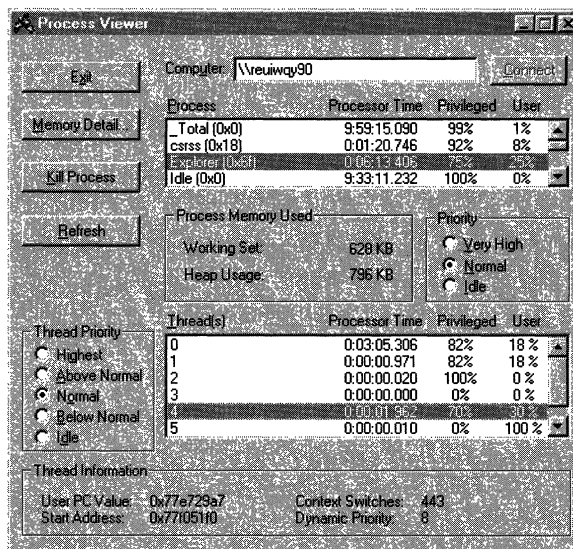 Process Viewer
Exit
Memory Detail
Kill Process
Refresh
Computer: \\reuiwqy90 Connect
Process Processor Time Privileged User
_Total (0x0) 9:59:15.090 99% 1%
csrss (0x18) 0:01:20.746 92% 8%
Explorer (0x6f) 0:06:13.406 75% 25%
Idle (0x0) 9:33:11.232 100% 0%
Process Memory Used
Working Set: 628 KB
Heap Usage: 796 KB
Priority
Very High
Normal
Idle
Thread Priority
Highest
Above Normal
Normal
Below Normal
Idle
Thread(s) Processor Time Privileged User
0 0:03:05.306 82% 18 %
1 0:00:00.971 82% 18 %
2 0:00:00.020 100% 0 %
3 0:00:00.000 0% 0 %
4 0:00:01.962 70% 30 %
5 0:00:00.010 0% 100 %
Thread Information
User PC Value: 0x77e729a7 Context Switches: 443
Start Address: 0x77f051f0 Dynamic Priority: 8